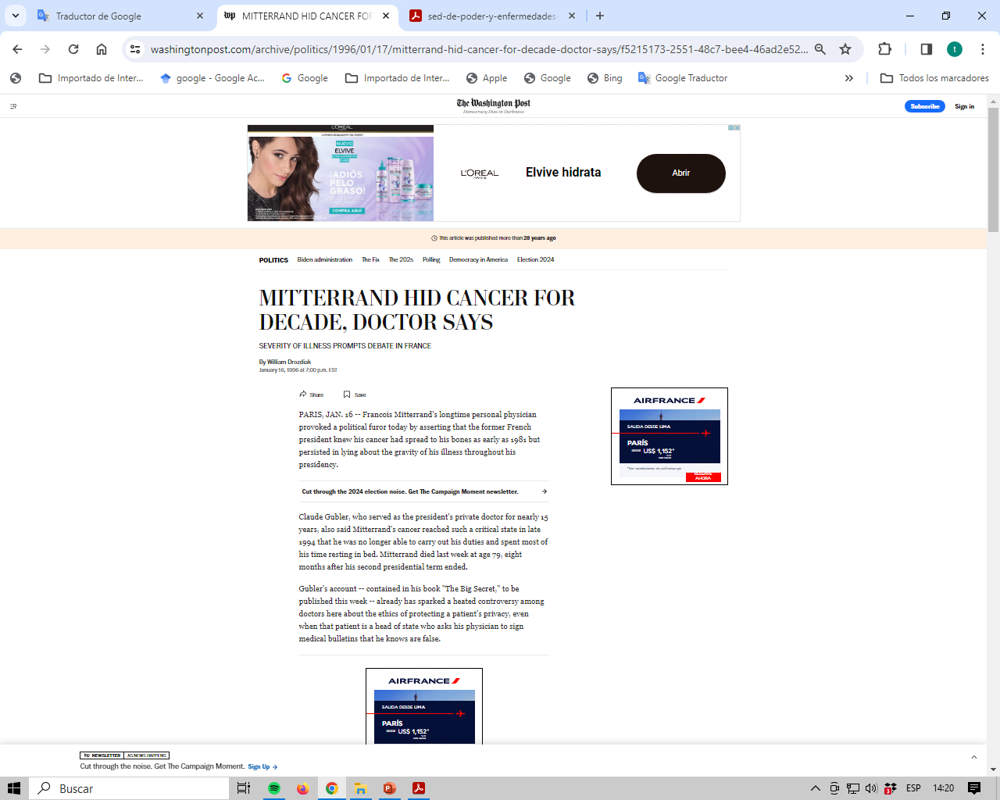 Traductor de Google
MITTERRAND HID CANCER FOR
sed-de-poder-y-enfermedades-
washingtonpost.com/archive/politics/1996/01/17/mitterrand-hid-cancer-for-decade-doctor-says/f5215173-2551-48c7-bee4-46ad2e52...
t
Importado de Inter...
google - Google Ac...
Google
Importado de Inter...
Apple
Google
Bing
Google Traductor
Todos los marcadores
The Washington Post
Democracy Dies in Darkness
Subscribe
Sign in
L'ORÉAL
NUEVO
ELVIVE
¡ADIÓS
PELO
GRASO!
COMPRA AQUÍ
L'ORÉAL
PARIS
Elvive hidrata
Abrir
This article was published more than 28 years ago
POLITICS
Biden administration
The Fix
The 202s
Polling
Democracy in America
Election 2024
MITTERRAND HID CANCER FOR
DECADE, DOCTOR SAYS
SEVERITY OF ILLNESS PROMPTS DEBATE IN FRANCE
By William Drozdiak
January 16, 1996 at 7:00 p.m. EST
Share
Save
PARIS, JAN. 16 -- Francois Mitterrand's longtime personal physician
provoked a political furor today by asserting that the former French
president knew his cancer had spread to his bones as early as 1981 but
persisted in lying about the gravity of his illness throughout his
presidency.
Cut through the 2024 election noise. Get The Campaign Moment newsletter.
Claude Gubler, who served as the president's private doctor for nearly 15
years, also said Mitterrand's cancer reached such a critical state in late
1994 that he was no longer able to carry out his duties and spent most of
his time resting in bed. Mitterrand died last week at age 79, eight
months after his second presidential term ended.
Gubler's account -- contained in his book "The Big Secret," to be
published this week -- already has sparked a heated controversy among
doctors here about the ethics of protecting a patient's privacy, even
when that patient is a head of state who asks his physician to sign
medical bulletins that he knows are false.
AIRFRANCE
SALIDA DESDE LIMA
PARÍS
DESDE US$ 1,152*
*Ver condiciones en airfrance.pe
RESERVE
AHORA
AIRFRANCE
SALIDA DESDE LIMA
PARÍS
DESDE US$ 1,152*
wp NEWSLETTER
AS NEWS HAPPENS
Cut through the noise. Get The Campaign Moment. Sign Up
Buscar
3
ESP
14:20